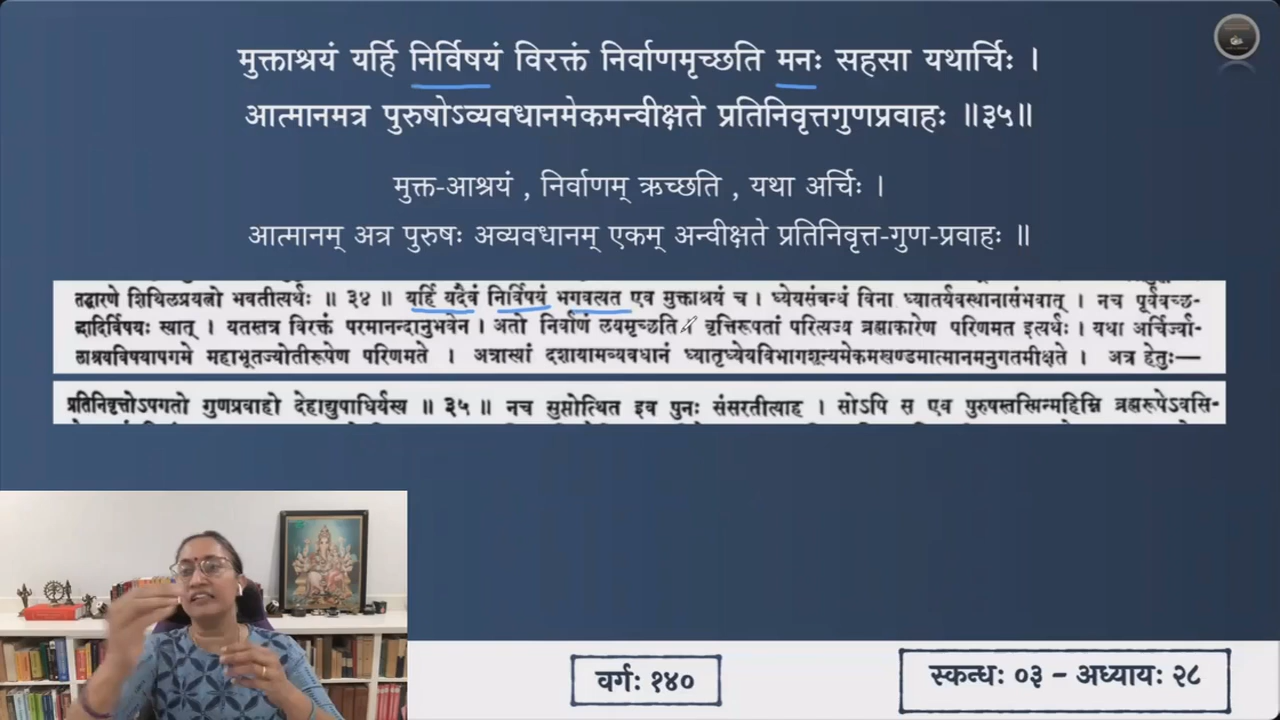 मुक्ताश्रयं यर्हि निर्विषयं विरक्तं निर्वाणमृच्छति मनः सहसा यथार्चिः ।
आत्मानमत्र पुरुषोऽव्यवधानमेकमन्वीक्षते प्रतिनिवृत्तगुणप्रवाहः ॥३५॥
मुक्त-आश्रयं , निर्वाणम् ऋच्छति , यथा अर्चिः ।
आत्मानम् अत्र पुरुषः अव्यवधानम् एकम् अन्वीक्षते प्रतिनिवृत्त-गुण-प्रवाहः ॥
तद्धारणे शिथिलप्रयत्नो भवतीत्यर्थः ॥ ३४ ॥ यर्हि यदैवं निर्विषयं भगवत्यत एव मुक्ताश्रयं च । ध्येयसंबन्धं विना ध्यातर्यवस्थानासंभवात् । नच पूर्ववच्छ-
ब्दादिर्विषयः स्यात् । यतस्तत्र विरक्तं परमानन्दानुभवेन । अतो निर्वाणं लयमृच्छति वृत्तिरूपतां परित्यज्य ब्रह्माकारेण परिणमत इत्यर्थः । यथा अर्चिर्ज्वा-
लाश्रयविषयापगमे महाभूतज्योतीरूपेण परिणमते । अत्रास्यां दशायामव्यवधानं ध्यातृध्येयविभागशून्यमेकमखण्डमात्मानमनुगतमीक्षते । अत्र हेतुः—
प्रतिनिवृत्तोऽपगतो गुणप्रवाहो देहाद्युपाधिर्यस्य ॥ ३५ ॥ नच सुप्तोत्थित इव पुनः संसरतीत्याह । सोऽपि स एव पुरुषस्तस्मिन्महिम्नि ब्रह्मरूपेऽवसि-
वर्गः १४०
स्कन्धः ०३ – अध्यायः २८